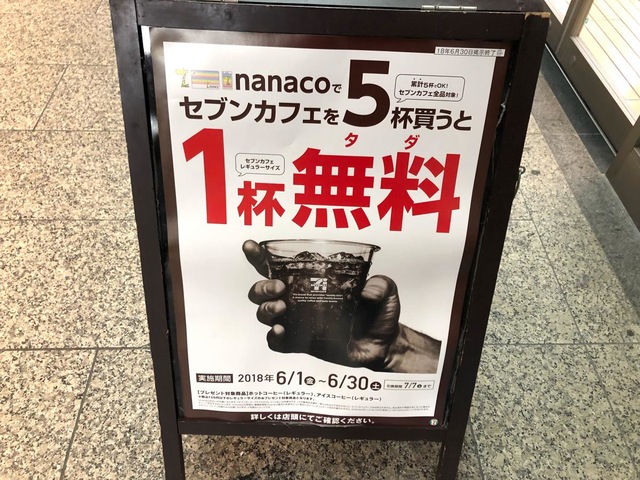 18年6月30日掲示終了
nanacoで
累計5杯でOK!
セブンカフェ全品対象!
セブンカフェを5杯買うと
セブンカフェ
レギュラーサイズ
タダ
1杯無料
実施期間 2018年 6/1金~6/30土 引換期限 7/7土まで
【プレゼント対象商品】ホットコーヒー(レギュラー)、アイスコーヒー(レギュラー)
詳しくは店頭にてご確認ください。